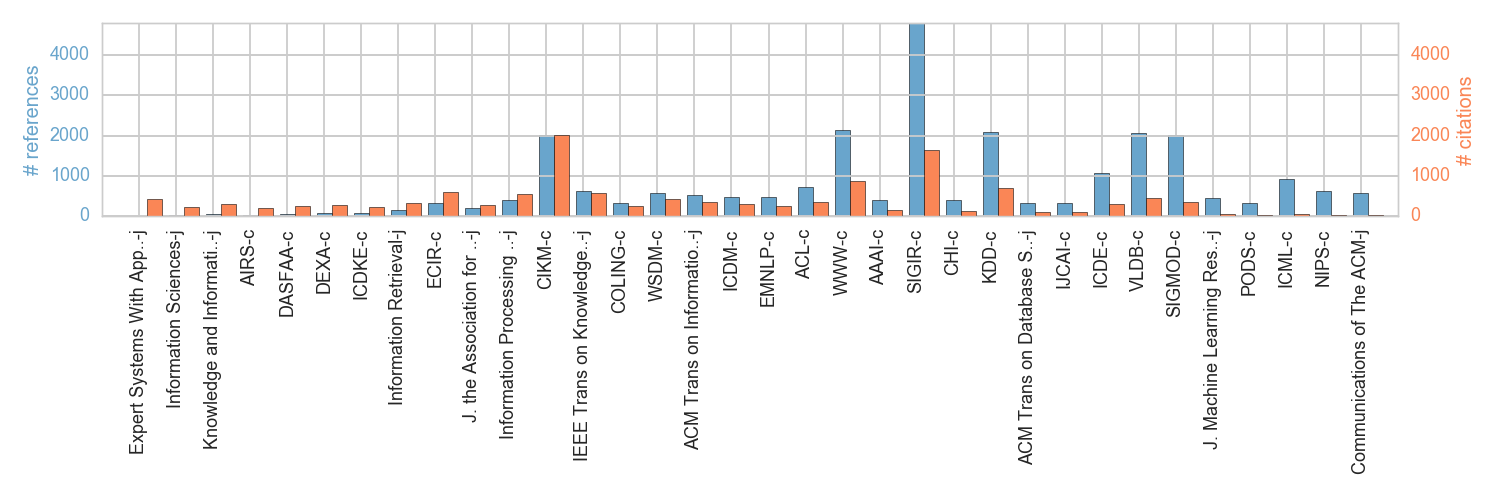 # references
# citations
4000
3000
2000
1000
0
4000
3000
2000
1000
0
Expert Systems With App..-j
Information Sciences-j
Knowledge and Informati..-j
AIRS-c
DASFAA-c
DEXA-c
ICDKE-c
Information Retrieval-j
ECIR-c
J. the Association for ..-j
Information Processing ..-j
CIKM-c
IEEE Trans on Knowledge..-j
COLING-c
WSDM-c
ACM Trans on Informatio..-j
ICDM-c
EMNLP-c
ACL-c
WWW-c
AAAI-c
SIGIR-c
CHI-c
KDD-c
ACM Trans on Database S..-j
IJCAI-c
ICDE-c
VLDB-c
SIGMOD-c
J. Machine Learning Res..-j
PODS-c
ICML-c
NIPS-c
Communications of The ACM-j